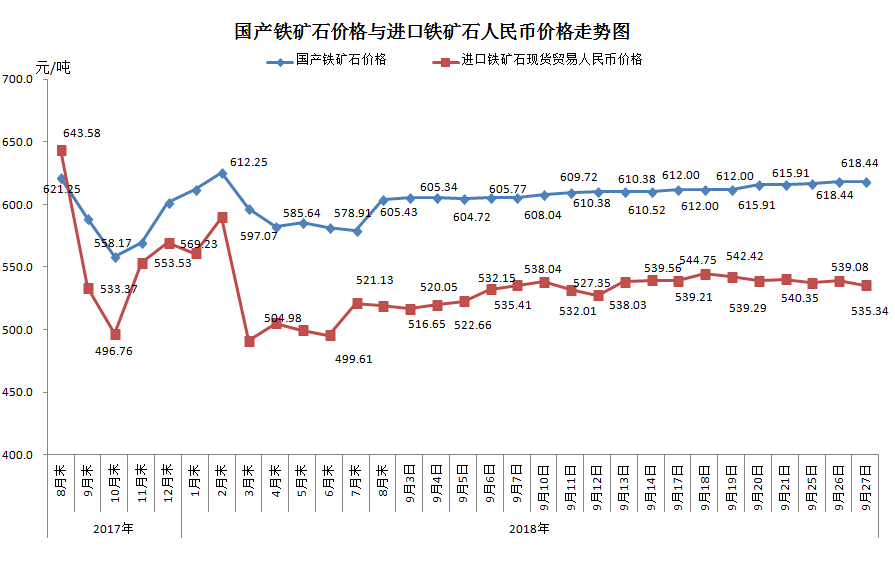 国产铁矿石价格与进口铁矿石人民币价格走势图
元/吨
国产铁矿石价格
进口铁矿石现货贸易人民币价格
700.0
650.0
600.0
550.0
500.0
450.0
400.0
643.58
621.25
558.17
533.37
496.76
553.53
569.23
612.25
597.07
504.98
585.64
578.91
499.61
521.13
605.43
516.65
605.34
520.05
604.72
522.66
532.15
605.77
535.41
608.04
538.04
609.72
532.01
610.38
527.35
610.38
538.03
610.52
539.56
612.00
539.21
612.00
544.75
612.00
542.42
615.91
539.29
615.91
540.35
618.44
539.08
618.44
535.34
8月末
9月末
10月末
11月末
12月末
1月末
2月末
3月末
4月末
5月末
6月末
7月末
8月末
9月3日
9月4日
9月5日
9月6日
9月7日
9月10日
9月11日
9月12日
9月13日
9月14日
9月17日
9月18日
9月19日
9月20日
9月21日
9月25日
9月26日
9月27日
2017年
2018年